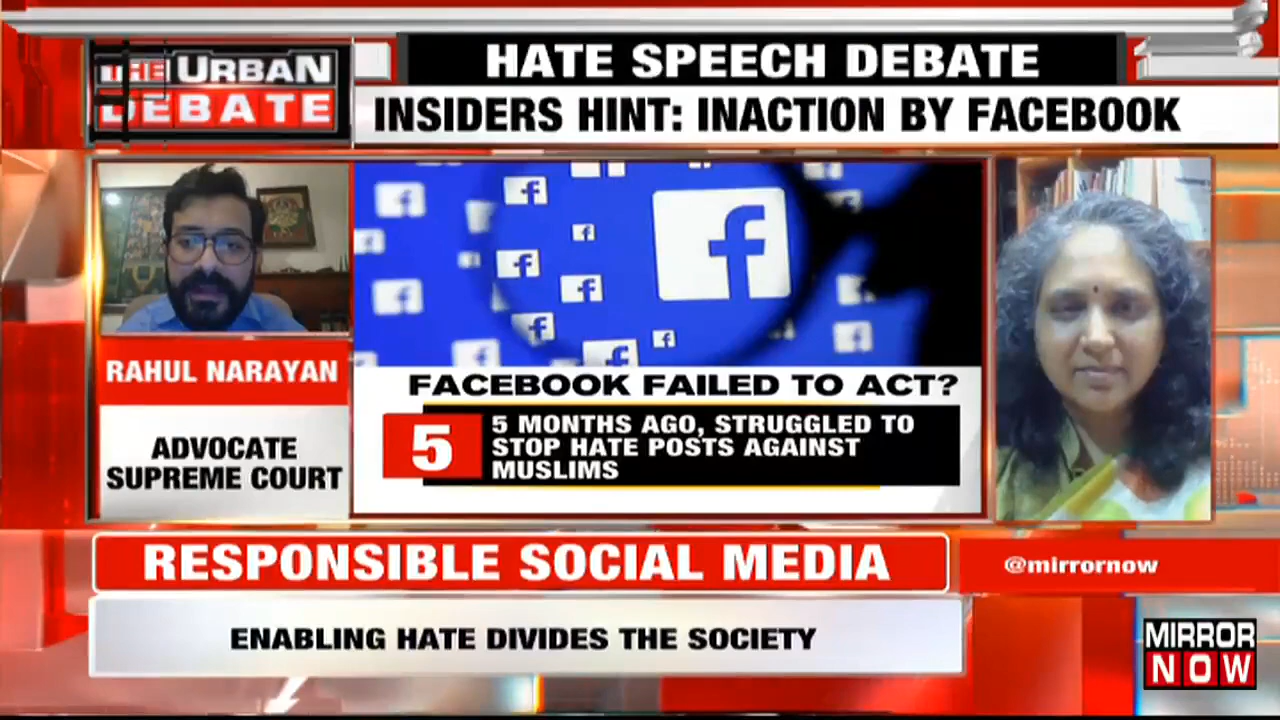 THE URBAN
DEBATE
HATE SPEECH DEBATE
INSIDERS HINT: INACTION BY FACEBOOK
RAHUL NARAYAN
ADVOCATE
SUPREME COURT
FACEBOOK FAILED TO ACT?
5
5 MONTHS AGO, STRUGGLED TO
STOP HATE POSTS AGAINST
MUSLIMS
RESPONSIBLE SOCIAL MEDIA
@mirrornow
ENABLING HATE DIVIDES THE SOCIETY
MIRROR
NOW